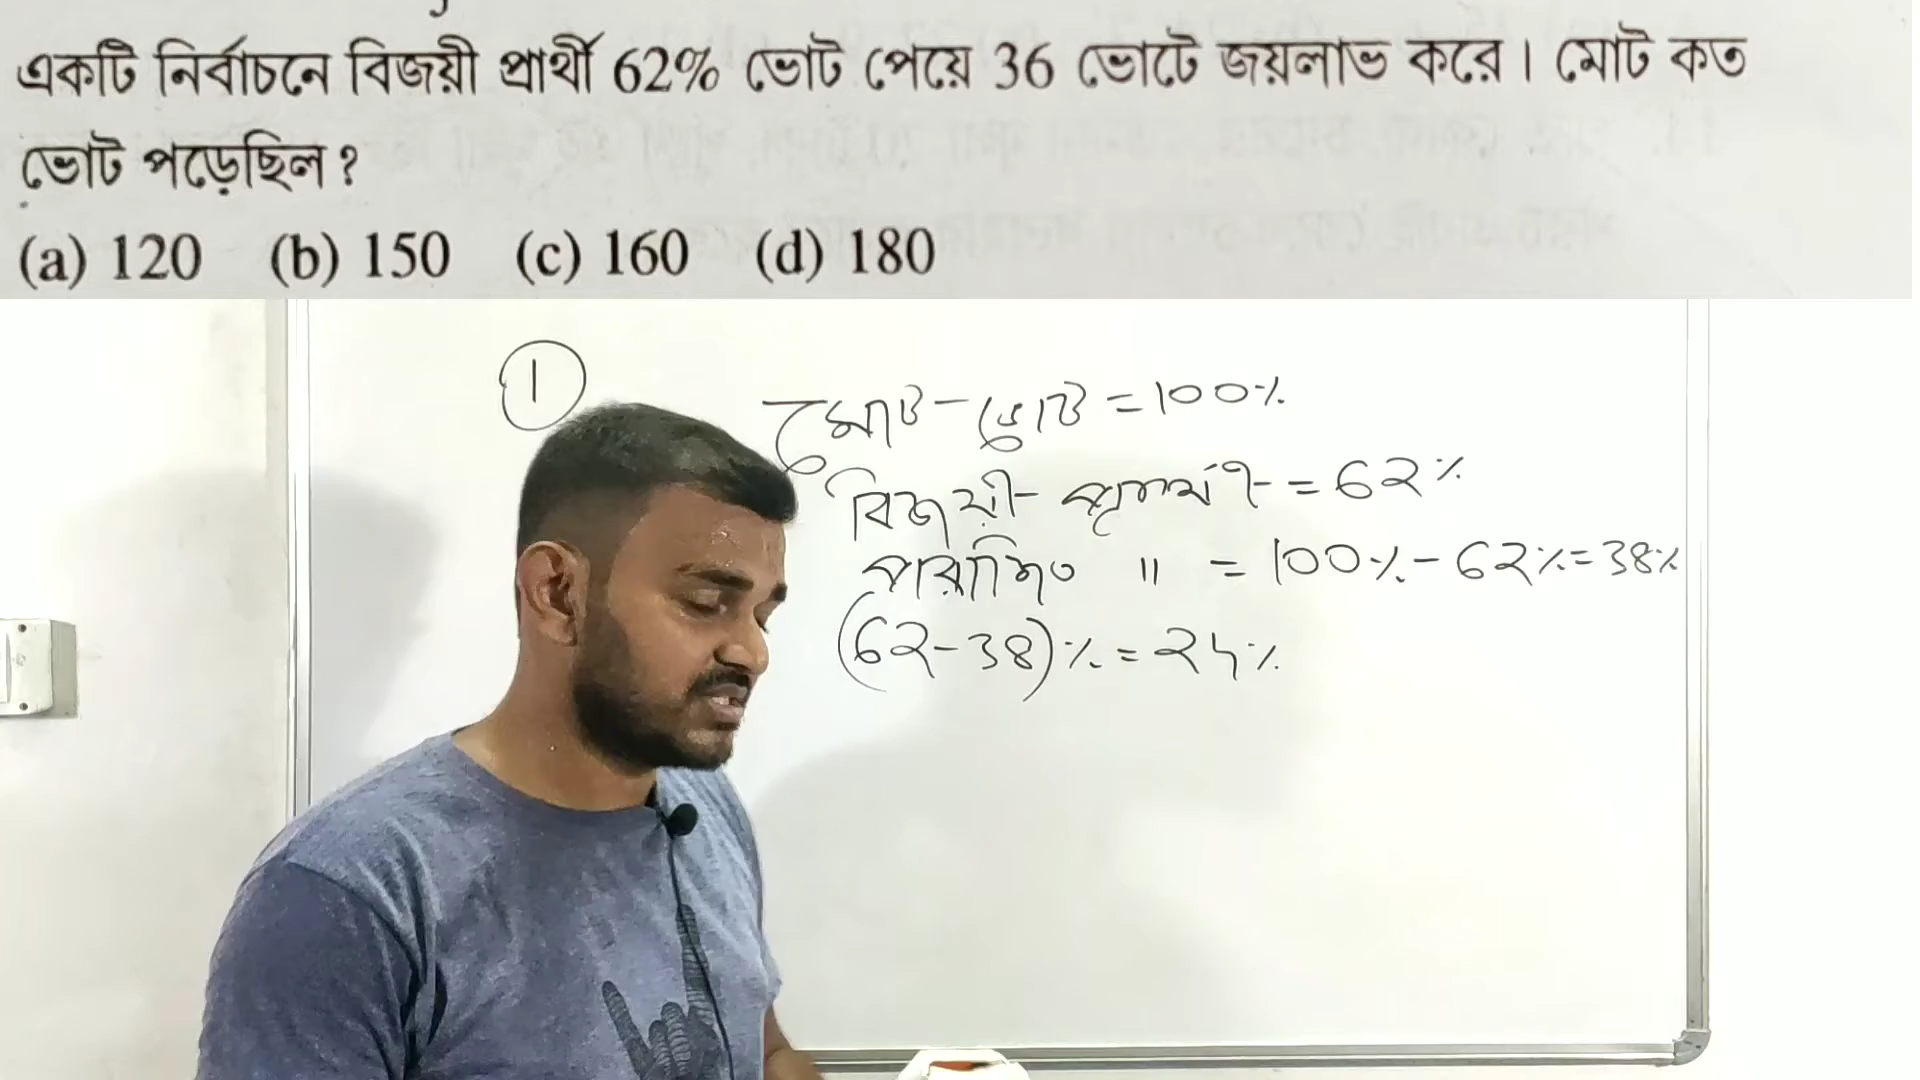 একটি নির্বাচনে বিজয়ী প্রার্থী 62% ভোট পেয়ে 36 ভোটে জয়লাভ করে। মোট কত
ভোট পড়েছিল?
(a) 120 (b) 150 (c) 160 (d) 180
1
মোট ভোট = 100%
বিজয়ী প্রার্থী = 62%
পরাজিত " = 100% - 62% = 38%
(62-38)% = 24%